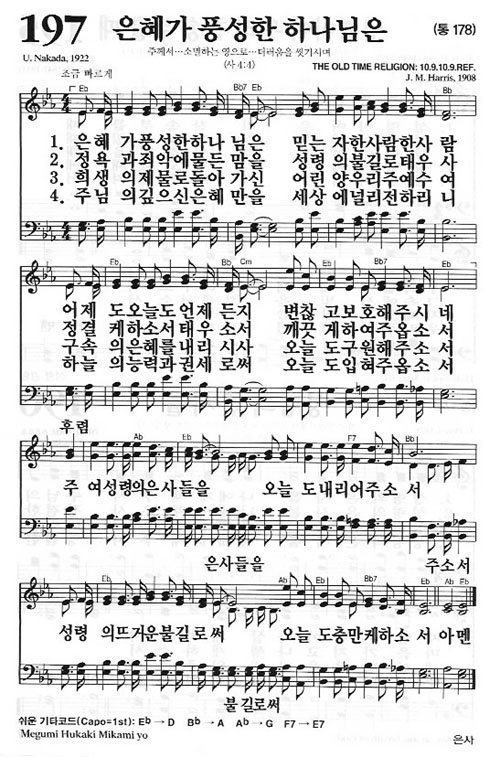 197 은혜가 풍성한 하나님은 (통 178)
U. Nakada, 1922
주께서…소멸하는 영으로…더러움을 씻기시며
조금 빠르게
(사 4:4)
THE OLD TIME RELIGION: 10.9.10.9.REF.
J. M. Harris, 1908
Eb Bb7 Eb Bb
1. 은혜 가풍성한하나 님은 믿는 자한사람한사 람
2. 정욕 과죄악에물든 맘을 성령 의불길로태우 사
3. 희생 의제물로돌아 가신 어린 양우리주예수 여
4. 주님 의깊으신은혜 만을 세상 에널리전하리 니
Eb Bb Cm Eb Bb7 Eb
어제 도오늘도언제 든지 변찮 고보호해주시 네
정결 케하소서태우 소서 깨끗 게하여주옵소 서
구속 의은혜를내리 시사 오늘 도구원해주소 서
하늘 의능력과권세 로써 오늘 도입혀주옵소 서
후렴
Ab Eb F7 Bb
주 여성령의은사들을 오늘 도내리어주소 서
은사들을 주소서
Eb Ab Eb Bb7 Eb Ab Eb
성령 의뜨거운불길로써 오늘 도충만케하소 서 아멘
불길로써
쉬운 기타코드(Capo=1st): Eb → D Bb → A Ab → G F7 → E7
Megumi Hukaki Mikami yo
은사